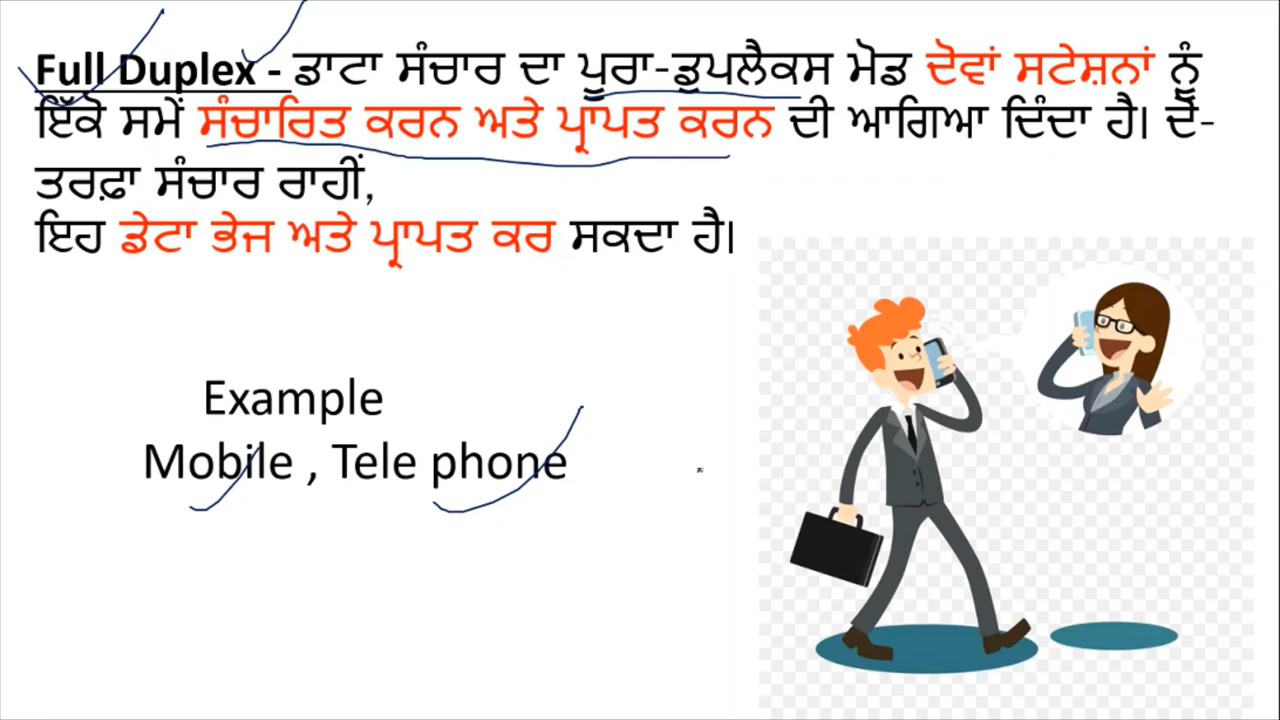 Full Duplex - ਡਾਟਾ ਸੰਚਾਰ ਦਾ ਪੂਰਾ-ਡੁਪਲੈਕਸ ਮੋਡ ਦੋਵਾਂ ਸਟੇਸ਼ਨਾਂ ਨੂੰ
ਇੱਕੋ ਸਮੇਂ ਸੰਚਾਰਿਤ ਕਰਨ ਅਤੇ ਪ੍ਰਾਪਤ ਕਰਨ ਦੀ ਆਗਿਆ ਦਿੰਦਾ ਹੈ। ਦੋ-
ਤਰਫ਼ਾ ਸੰਚਾਰ ਰਾਹੀਂ,
ਇਹ ਡੇਟਾ ਭੇਜ ਅਤੇ ਪ੍ਰਾਪਤ ਕਰ ਸਕਦਾ ਹੈ।
Example
Mobile , Tele phone